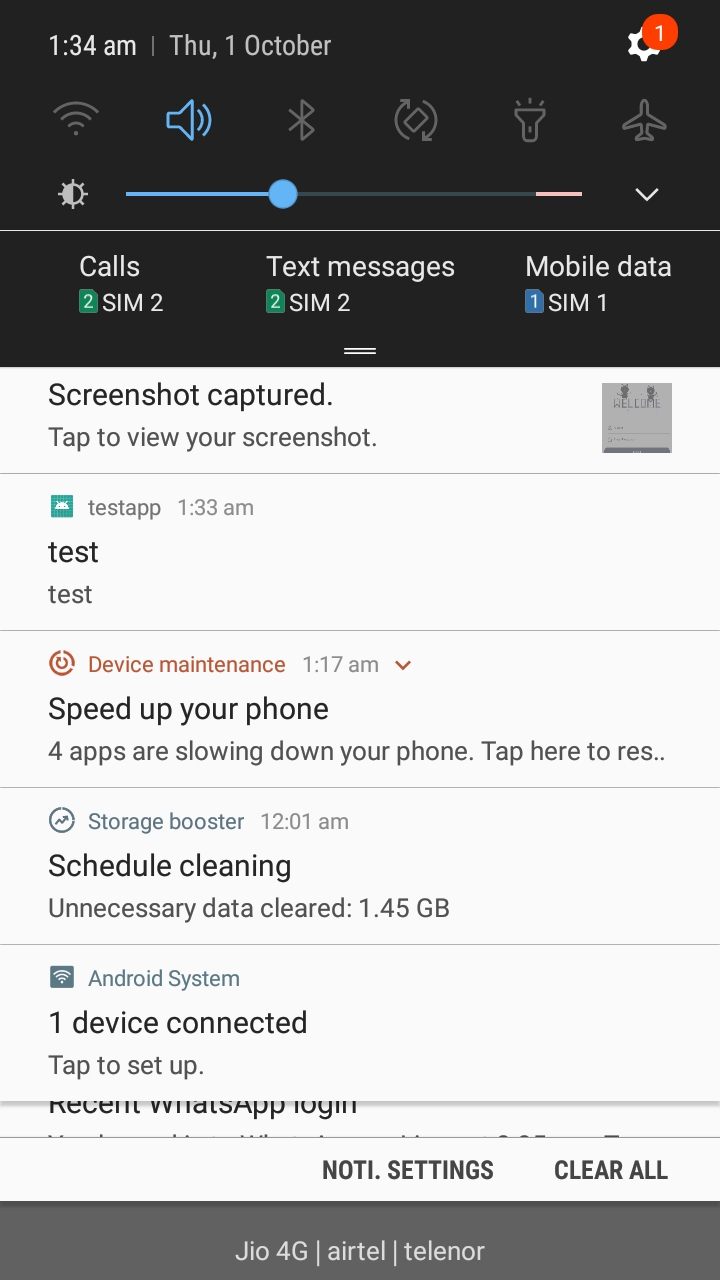 1:34 am | Thu, 1 October
1
Calls
2 SIM 2
Text messages
2 SIM 2
Mobile data
1 SIM 1
Screenshot captured.
Tap to view your screenshot.
WELCOME
testapp 1:33 am
test
test
Device maintenance 1:17 am
Speed up your phone
4 apps are slowing down your phone. Tap here to res..
Storage booster 12:01 am
Schedule cleaning
Unnecessary data cleared: 1.45 GB
Android System
1 device connected
Tap to set up.
Recent WhatsApp login
NOTI. SETTINGS CLEAR ALL
Jio 4G | airtel | telenor